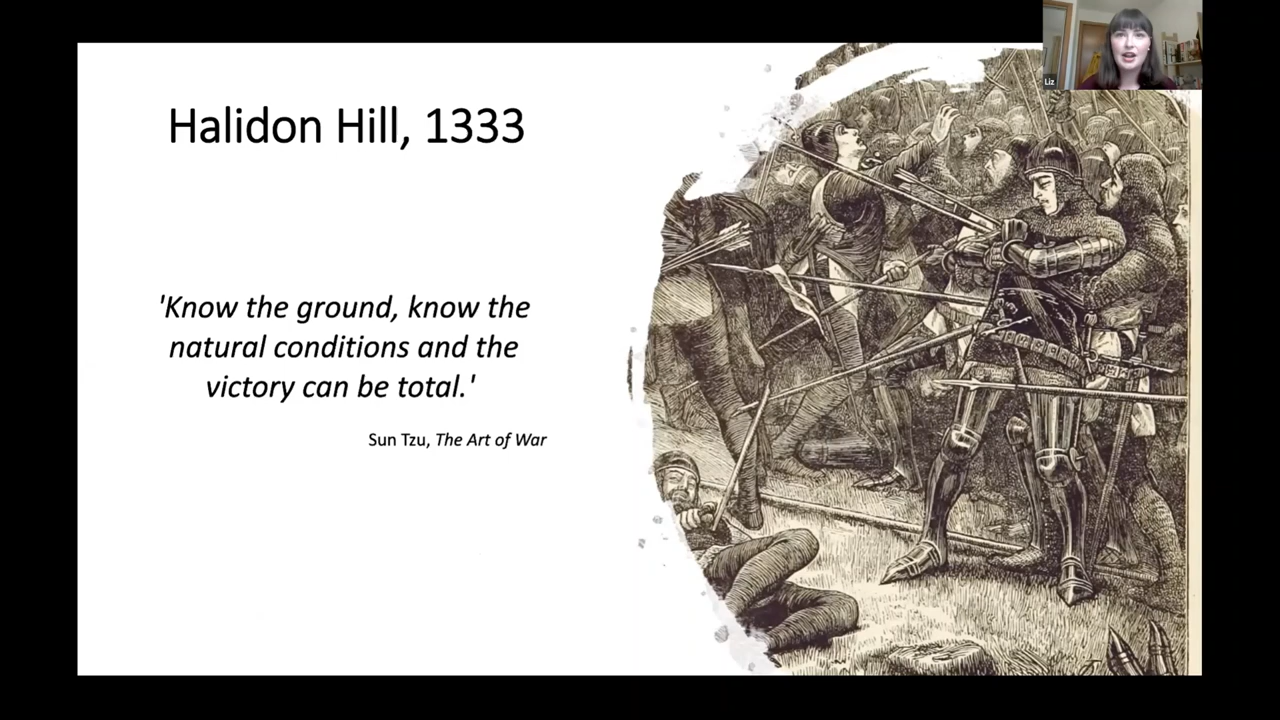 Halidon Hill, 1333
'Know the ground, know the
natural conditions and the
victory can be total.'
Sun Tzu, The Art of War
Liz